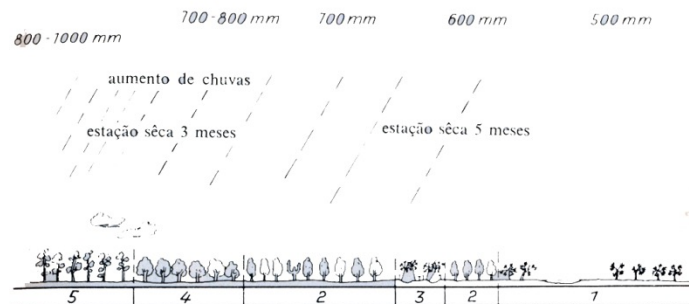 700-800 mm 700 mm 600 mm 500 mm
800-1000 mm
aumento de chuvas
estação sêca 3 meses estação sêca 5 meses
5 4 2 3 2 1